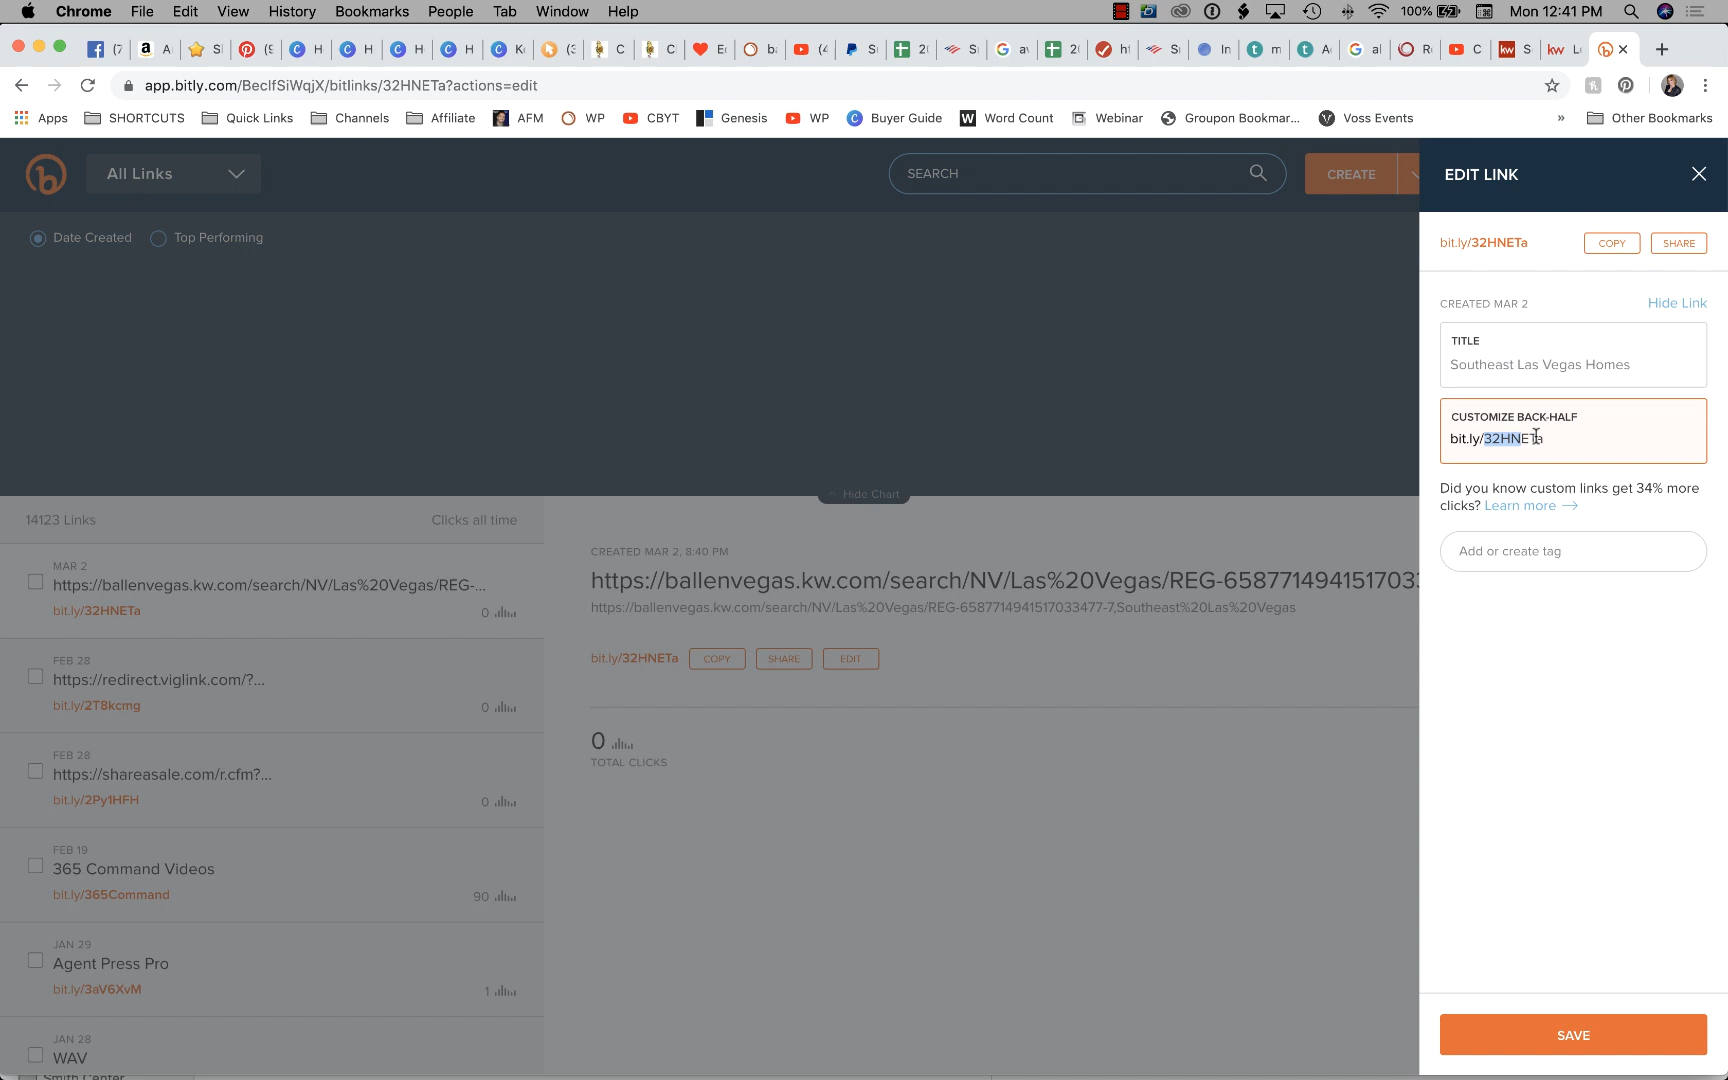 Chrome File Edit View History Bookmarks People Tab Window Help 100% Mon 12:41 PM
app.bitly.com/BeclfSiWqjX/bitlinks/32HNETa?actions=edit
Apps SHORTCUTS Quick Links Channels Affiliate AFM WP CBYT Genesis WP Buyer Guide Word Count Webinar Groupon Bookmar... Voss Events » Other Bookmarks
All Links SEARCH CREATE
Date Created Top Performing
Hide Chart
14123 Links Clicks all time
MAR 2
https://ballenvegas.kw.com/search/NV/Las%20Vegas/REG-...
bit.ly/32HNETa 0
FEB 28
https://redirect.viglink.com/?...
bit.ly/2T8kcmg 0
FEB 28
https://shareasale.com/r.cfm?...
bit.ly/2Py1HFH 0
FEB 19
365 Command Videos
bit.ly/365Command 90
JAN 29
Agent Press Pro
bit.ly/3aV6XvM 1
JAN 28
WAV
Smith Center
CREATED MAR 2, 8:40 PM
https://ballenvegas.kw.com/search/NV/Las%20Vegas/REG-6587714941517033
https://ballenvegas.kw.com/search/NV/Las%20Vegas/REG-6587714941517033477-7,Southeast%20Las%20Vegas
bit.ly/32HNETa COPY SHARE EDIT
0
TOTAL CLICKS
EDIT LINK
bit.ly/32HNETa COPY SHARE
CREATED MAR 2 Hide Link
TITLE
Southeast Las Vegas Homes
CUSTOMIZE BACK-HALF
bit.ly/32HNETa
Did you know custom links get 34% more
clicks? Learn more →
Add or create tag
SAVE